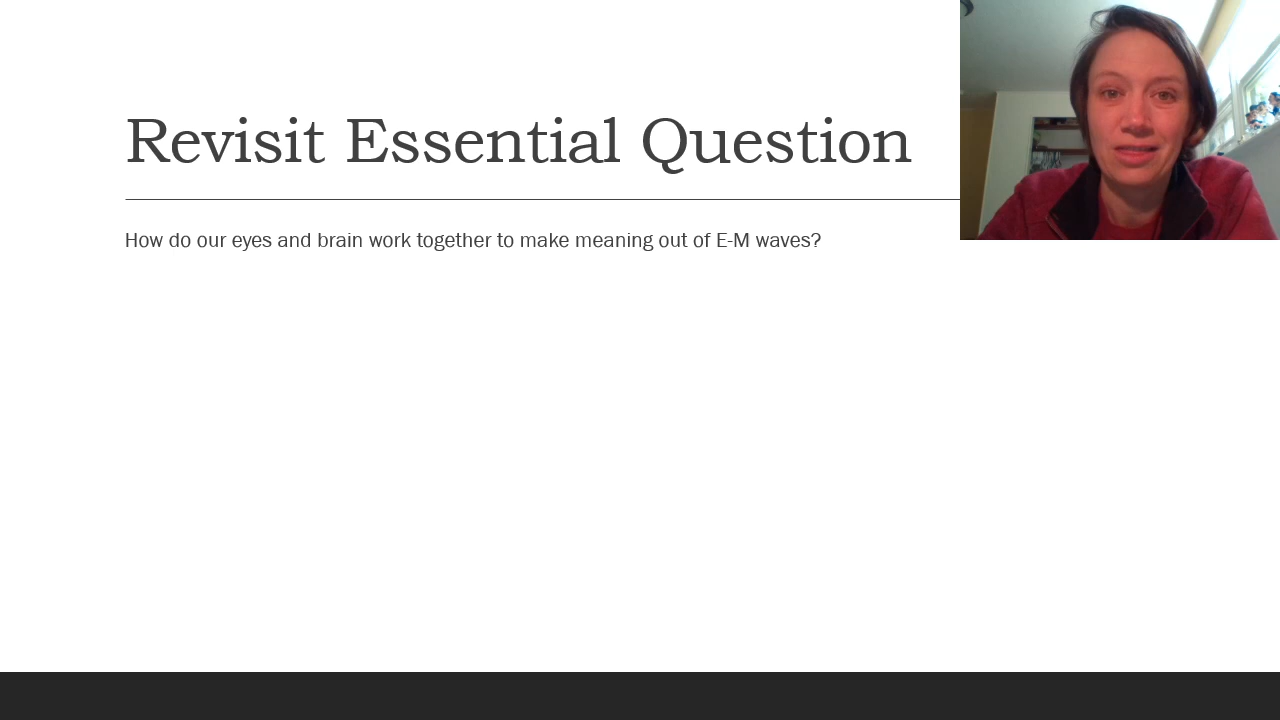 Revisit Essential Question
How do our eyes and brain work together to make meaning out of E-M waves?